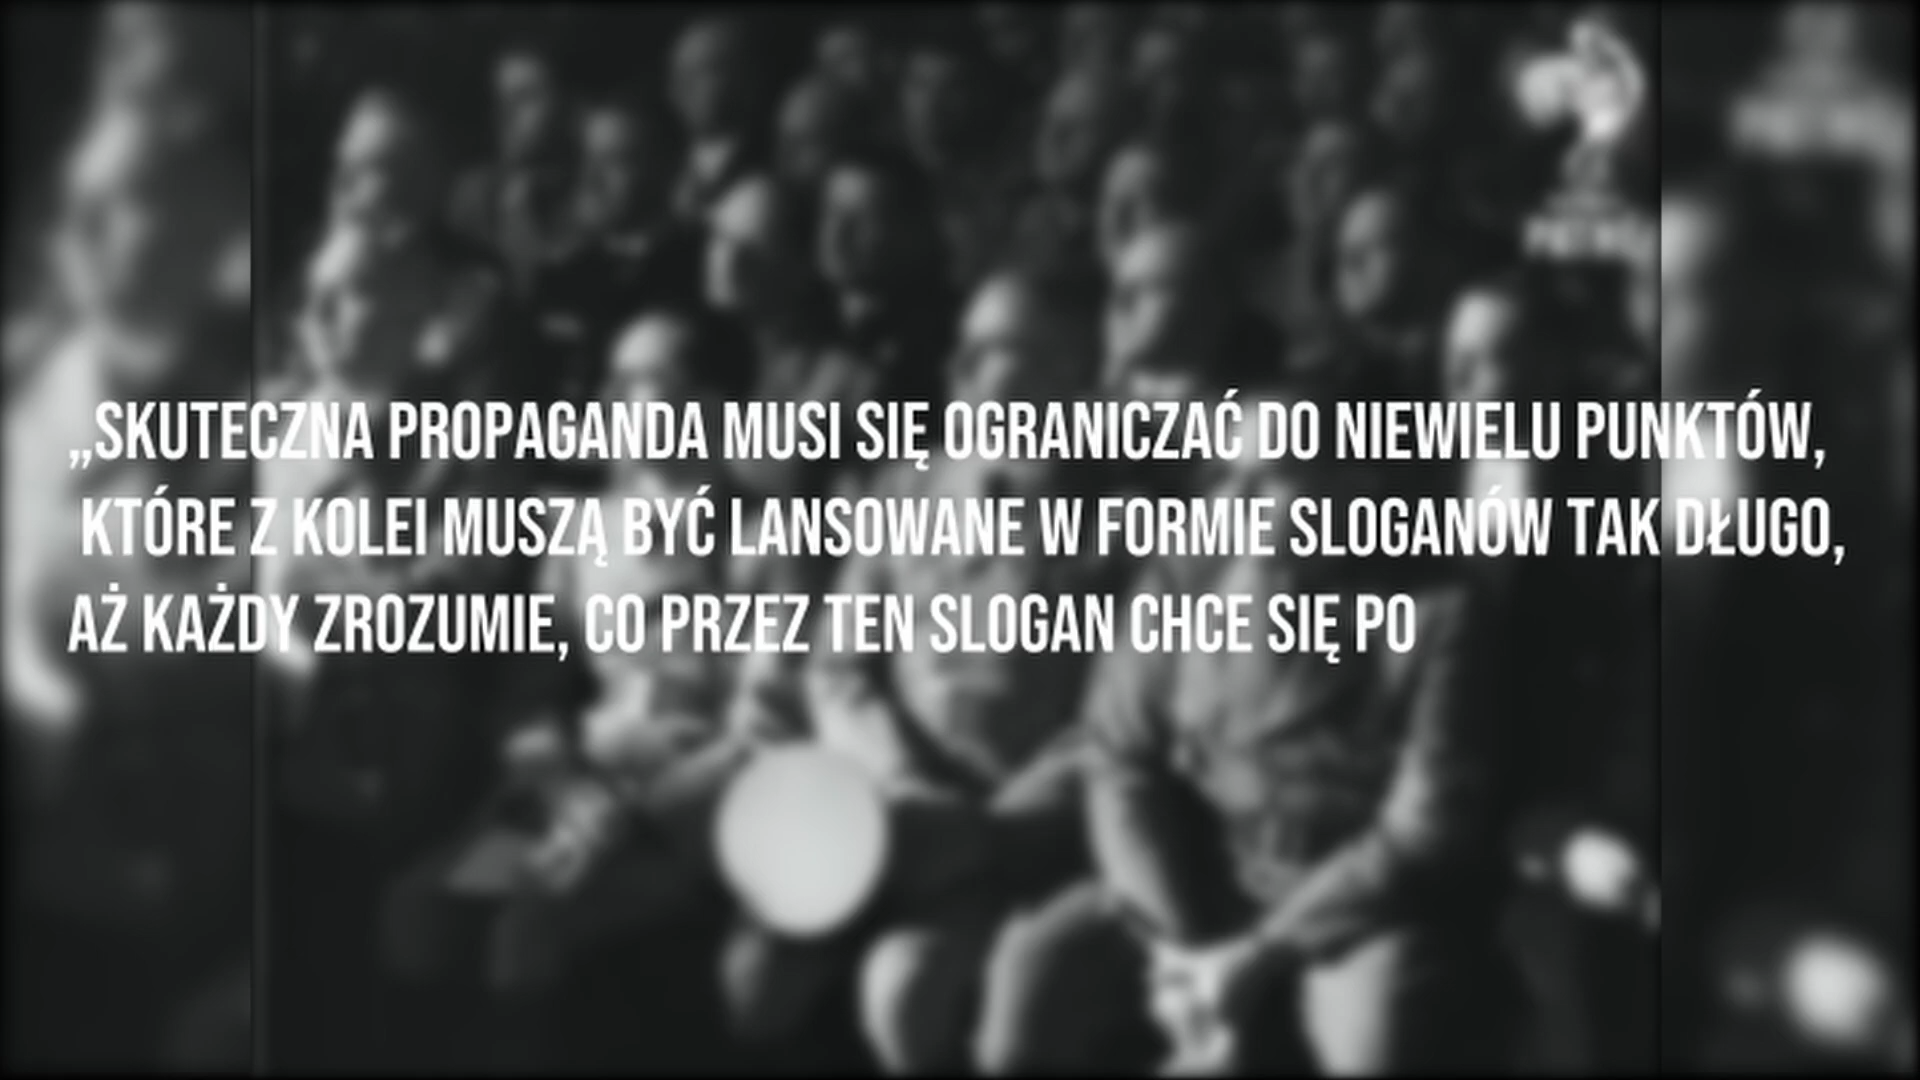 „SKUTECZNA PROPAGANDA MUSI SIĘ OGRANICZAĆ DO NIEWIELU PUNKTÓW,
KTÓRE Z KOLEI MUSZĄ BYĆ LANSOWANE W FORMIE SLOGANÓW TAK DŁUGO,
AŻ KAŻDY ZROZUMIE, CO PRZEZ TEN SLOGAN CHCE SIĘ PO